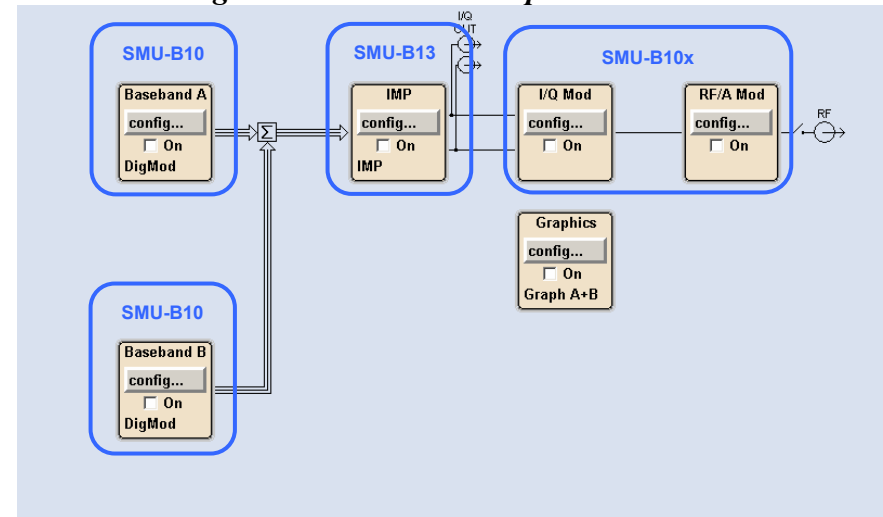 I/Q
OUT
SMU-B10
SMU-B13
SMU-B10x
Baseband A
config...
On
DigMod
IMP
config...
On
IMP
I/Q Mod
config...
On
RF/A Mod
config...
On
RF
Σ
Graphics
config...
On
Graph A+B
SMU-B10
Baseband B
config...
On
DigMod